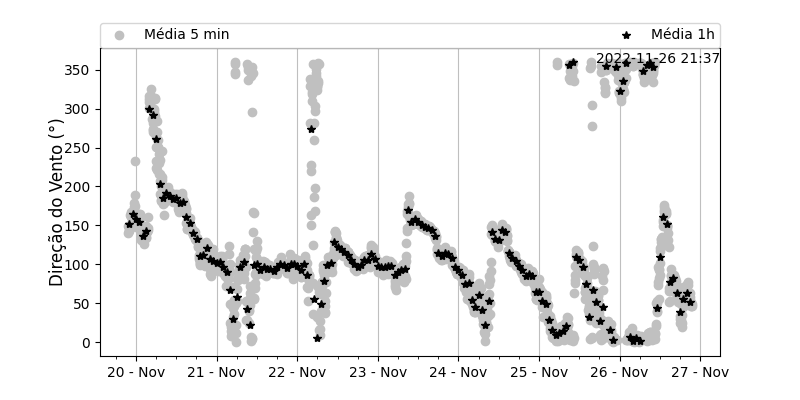 Média 5 min
Média 1h
2022-11-26 21:37
Direção do Vento (°)
350
300
250
200
150
100
50
0
20 - Nov
21 - Nov
22 - Nov
23 - Nov
24 - Nov
25 - Nov
26 - Nov
27 - Nov